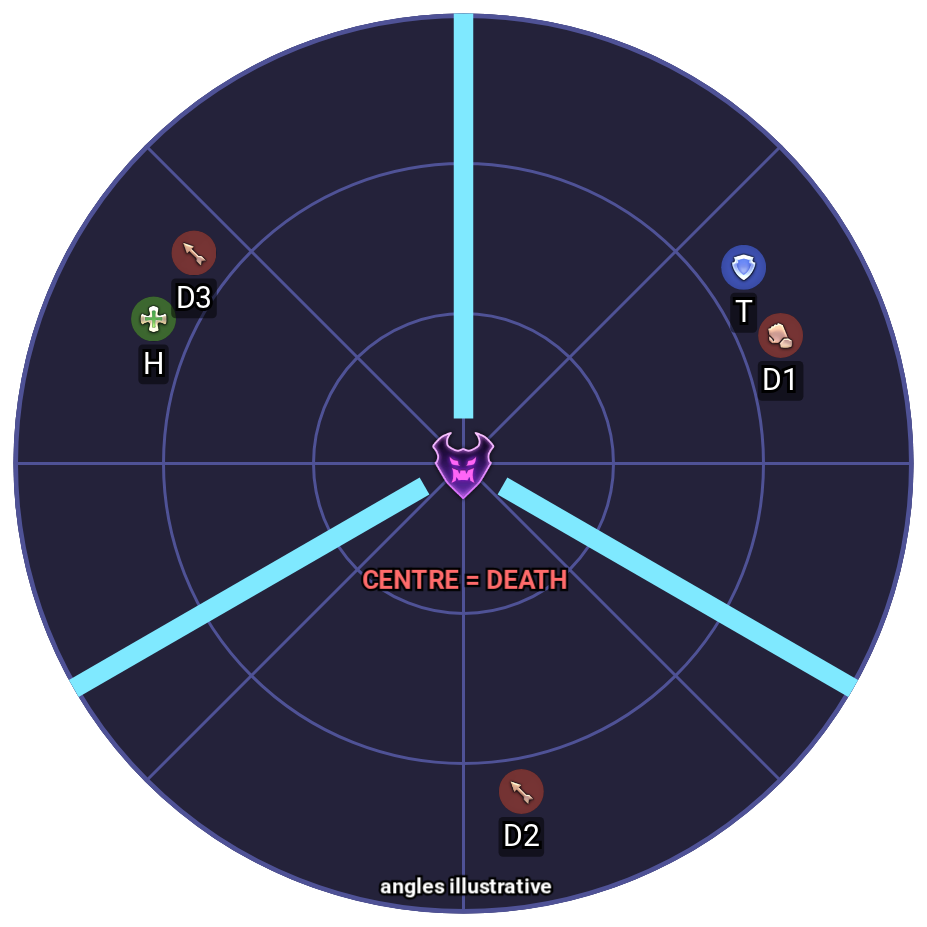 D3
T
H
D1
CENTRE = DEATH
D2
angles illustrative